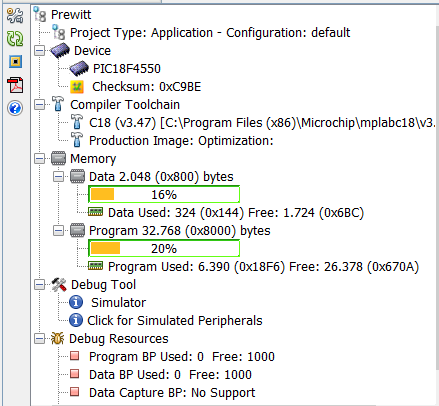 Prewitt
Project Type: Application - Configuration: default
Device
PIC18F4550
Checksum: 0xC9BE
Compiler Toolchain
C18 (v3.47) [C:\Program Files (x86)\Microchip\mplabc18\v3.
Production Image: Optimization:
Memory
Data 2.048 (0x800) bytes
16%
Data Used: 324 (0x144) Free: 1.724 (0x6BC)
Program 32.768 (0x8000) bytes
20%
Program Used: 6.390 (0x18F6) Free: 26.378 (0x670A)
Debug Tool
Simulator
Click for Simulated Peripherals
Debug Resources
Program BP Used: 0 Free: 1000
Data BP Used: 0 Free: 1000
Data Capture BP: No Support